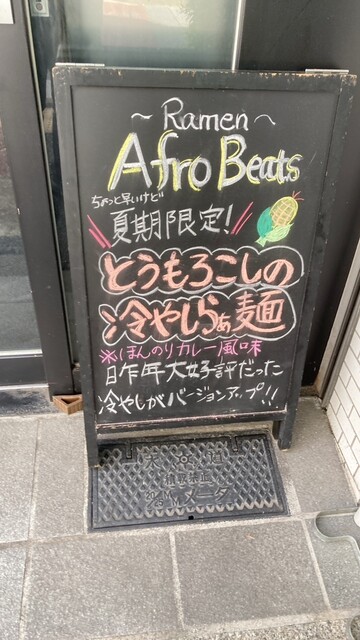 ~Ramen~
Afro Beats
ちょっと早いけど
夏期限定!
とうもろこしの
冷やしらぁ麺
※ほんのりカレー風味
昨年大好評だった
冷やしがバージョンアップ!!
メータ